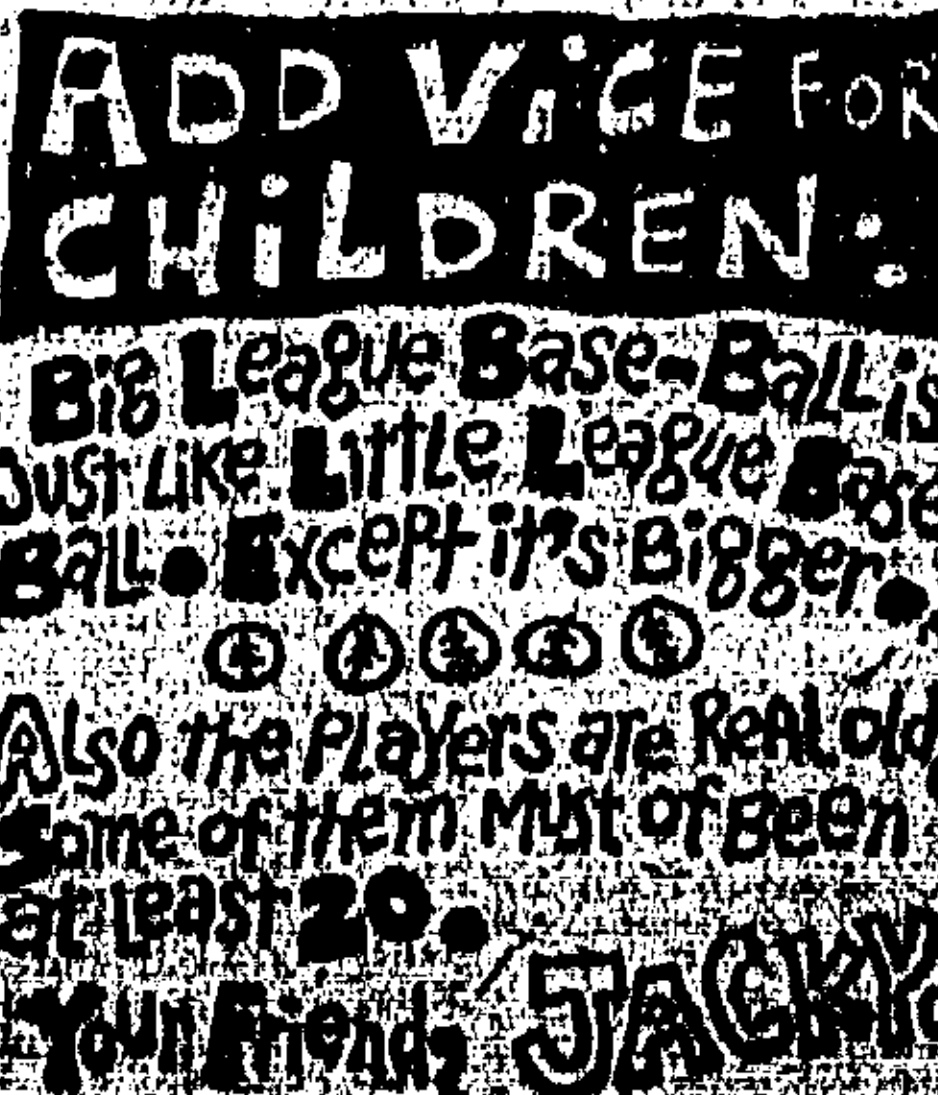 ADD ViCE FOR
CHiLDREN:
Big League Base-Ball is
Just Like Little League Base
Ball. Except it's Bigger.
Also the Players are ReAL old
Some of them Must of Been
at least 20.
Your Friend, JACKY